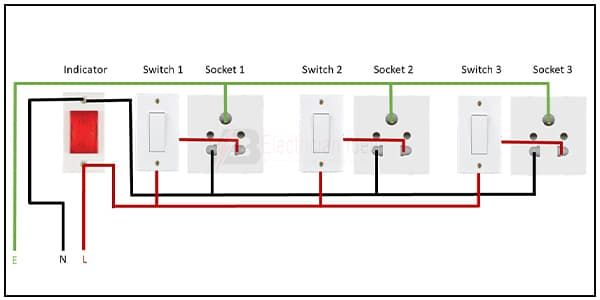 Indicator Switch 1 Socket 1 Switch 2 Socket 2 Switch 3 Socket 3
E N L